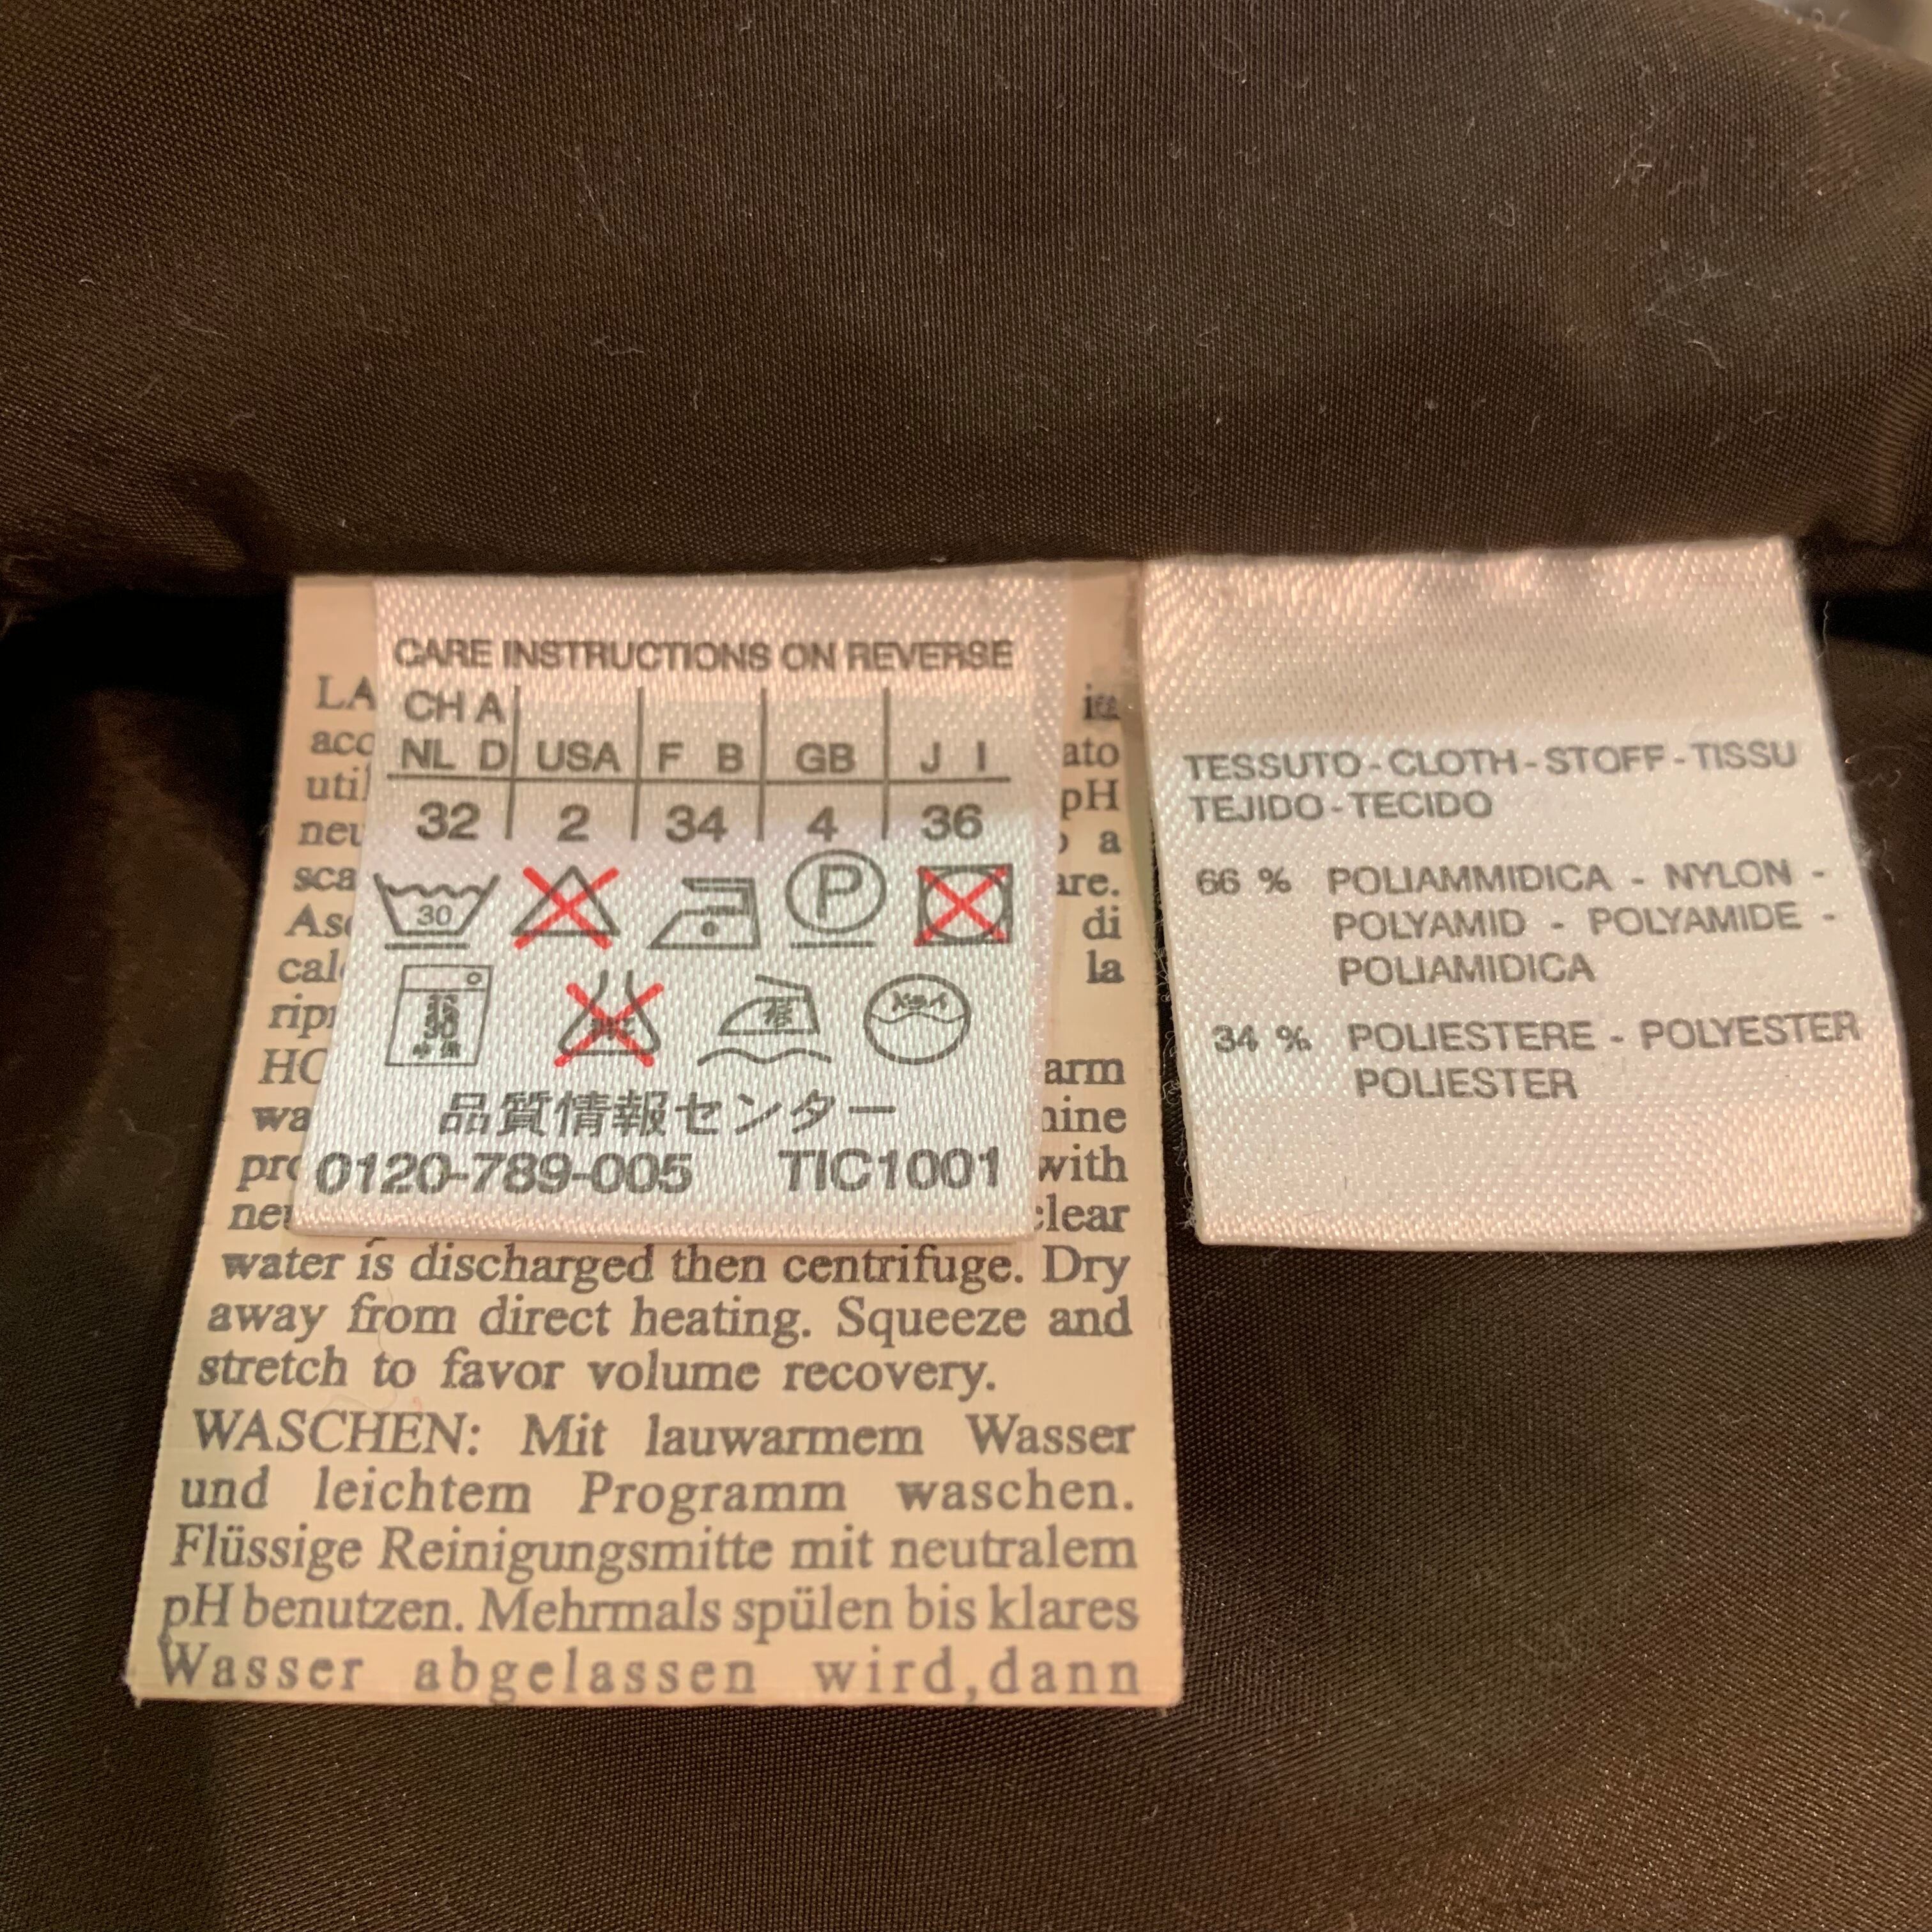 CARE INSTRUCTIONS ON REVERSE
CH A
NL D USA F B GB J I
32 2 34 4 36
30
P
30
ドライ
品質情報センター
0120-789-005 TIC1001
LA
acc ato
util pH
neu a
sca are.
di
cal la
HO arm
wa
with
clear
water is discharged then centrifuge. Dry
away from direct heating. Squeeze and
stretch to favor volume recovery.
WASCHEN: Mit lauwarmem Wasser
und leichtem Programm waschen.
Flüssige Reinigungsmitte mit neutralem
pH benutzen. Mehrmals spülen bis klares
Wasser abgelassen wird,dann
TESSUTO - CLOTH - STOFF - TISSU
TEJIDO - TECIDO
66 % POLIAMMIDICA - NYLON -
POLYAMID - POLYAMIDE -
POLIAMIDICA
34 % POLIESTERE - POLYESTER
POLIESTER